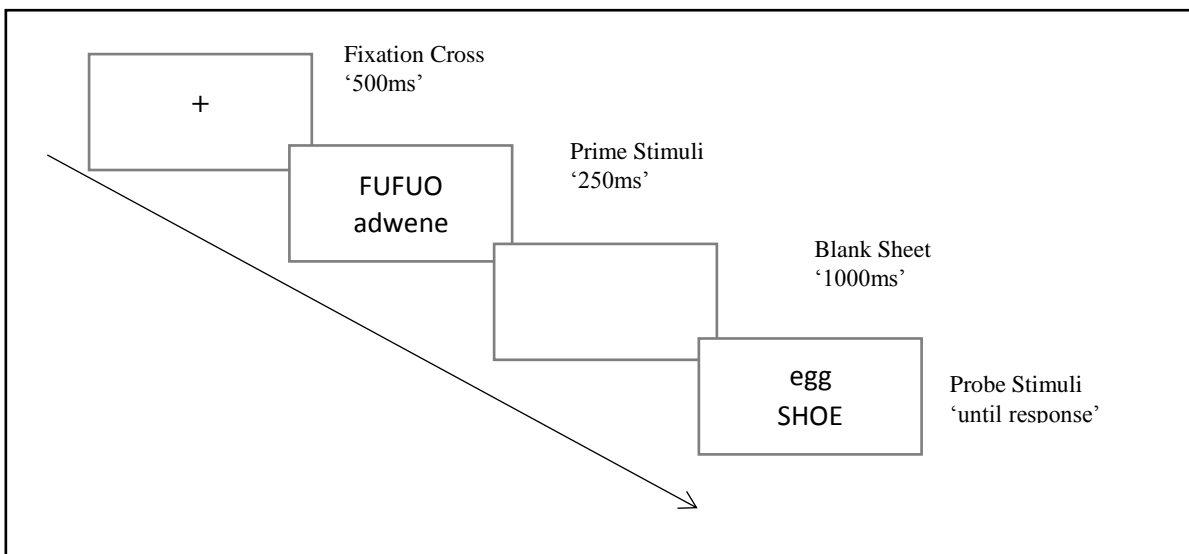 Fixation Cross
‘500ms’
+
Prime Stimuli
‘250ms’
FUFUO
adwene
Blank Sheet
‘1000ms’
egg
SHOE
Probe Stimuli
‘until response’